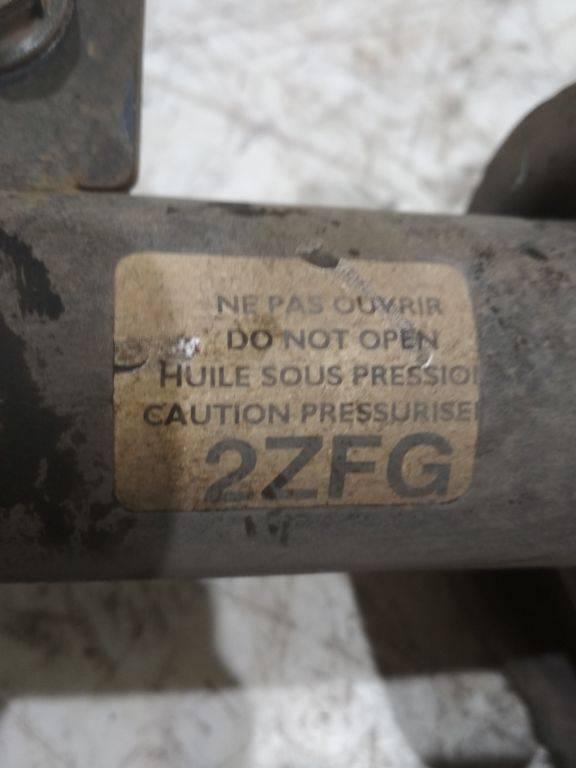 NE PAS OUVRIR
DO NOT OPEN
HUILE SOUS PRESSIO
CAUTION PRESSURISE
2ZFG